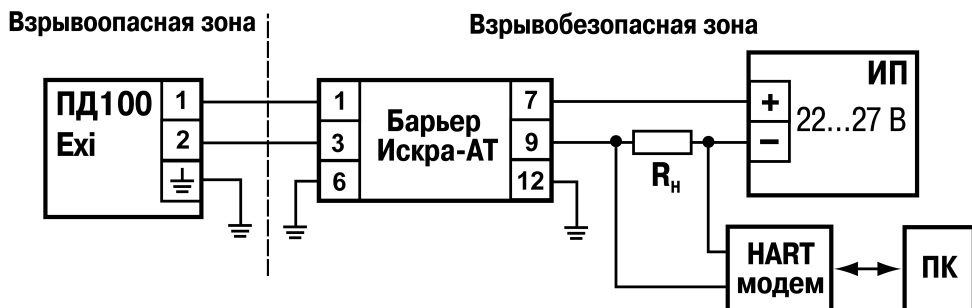 Взрывоопасная зона
Взрывобезопасная зона
ПД100
Exi
1
2
1
3
6
Барьер
Искра-АТ
7
9
12
R_H
ИП
+
–
22...27 В
HART
модем
ПК